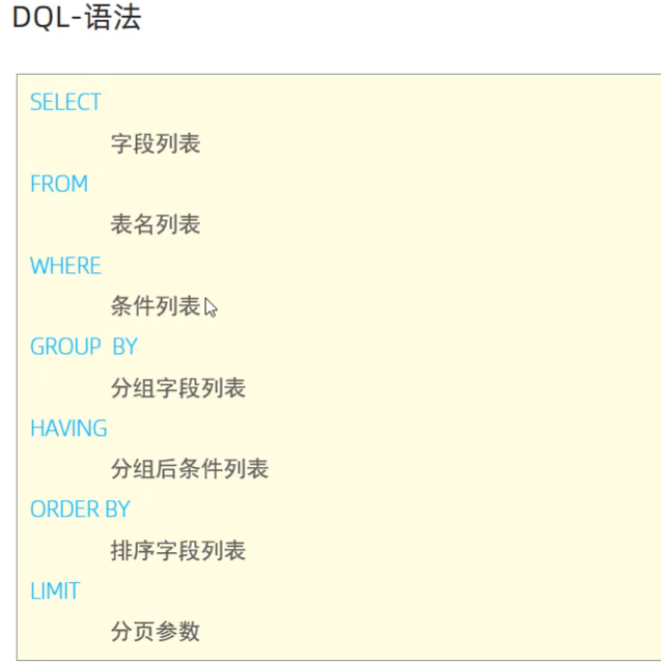 DQL-语法
SELECT
字段列表
FROM
表名列表
WHERE
条件列表
GROUP BY
分组字段列表
HAVING
分组后条件列表
ORDER BY
排序字段列表
LIMIT
分页参数